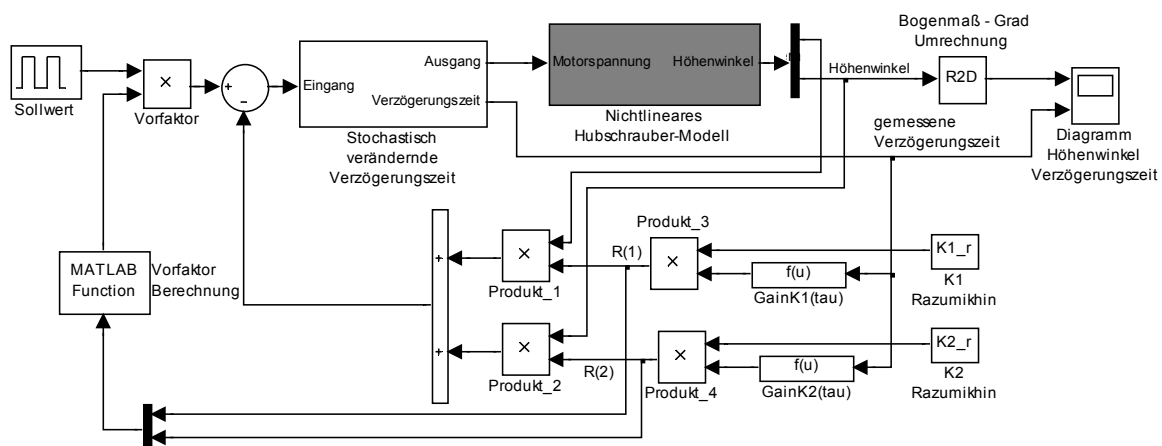 Sollwert
×
Vorfaktor
+
−
Eingang
Ausgang
Verzögerungszeit
Stochastisch
verändernde
Verzögerungszeit
Motorspannung
Höhenwinkel
Nichtlineares
Hubschrauber-Modell
Höhenwinkel
Bogenmaß - Grad
Umrechnung
R2D
gemessene
Verzögerungszeit
Diagramm
Höhenwinkel
Verzögerungszeit
MATLAB
Function
Vorfaktor
Berechnung
+
+
×
Produkt_1
×
Produkt_2
R(1)
R(2)
Produkt_3
×
×
Produkt_4
f(u)
GainK1(tau)
f(u)
GainK2(tau)
K1_r
K1
Razumikhin
K2_r
K2
Razumikhin